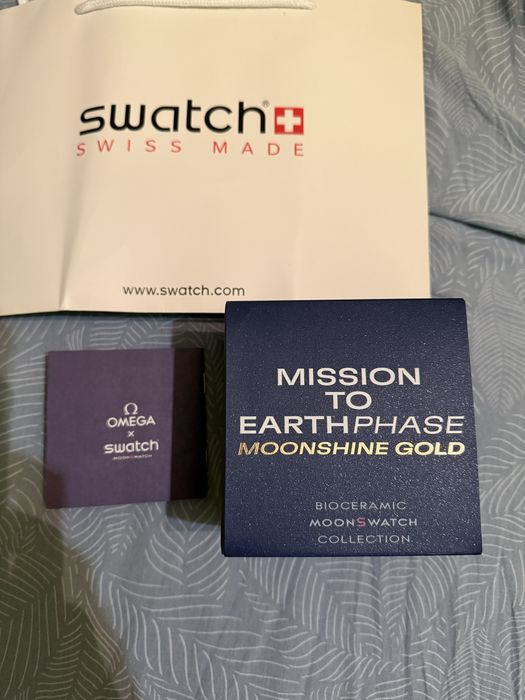 swatch®
SWISS MADE
www.swatch.com
OMEGA
x
swatch
MOONSWATCH
MISSION
TO
EARTHPHASE
MOONSHINE GOLD
BIOCERAMIC
MOONSWATCH
COLLECTION